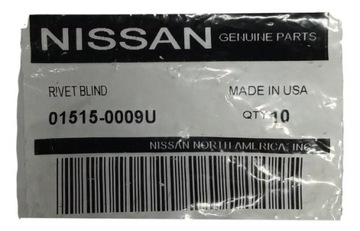 NISSAN GENUINE PARTS
RIVET BLIND MADE IN USA
01515-0009U QTY 10
NISSAN NORTH AMERICA, INC.